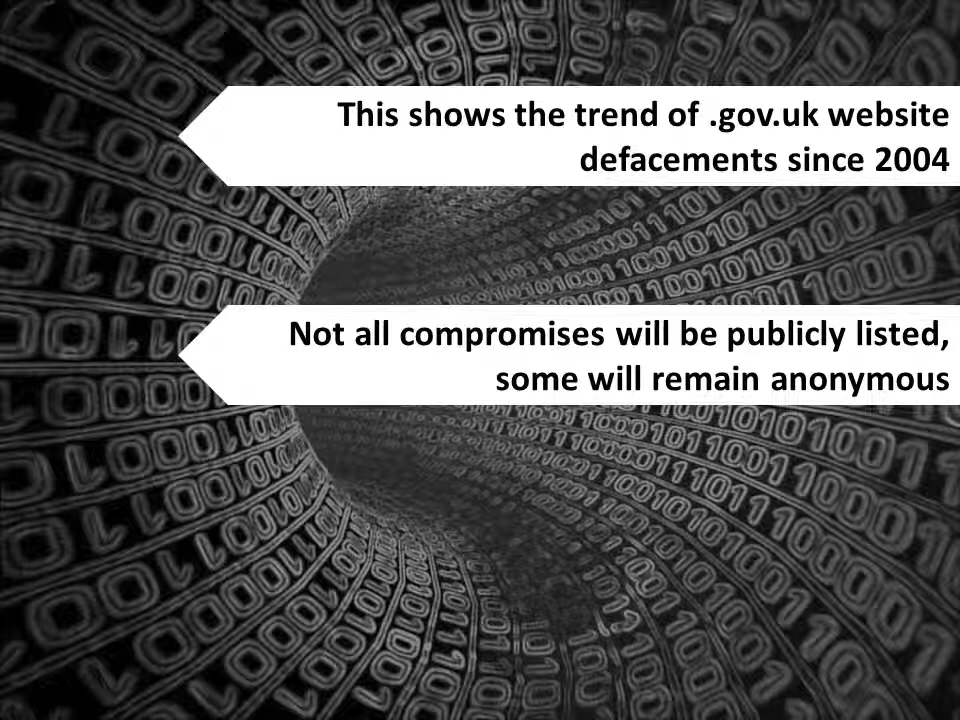 This shows the trend of .gov.uk website
defacements since 2004
Not all compromises will be publicly listed,
some will remain anonymous